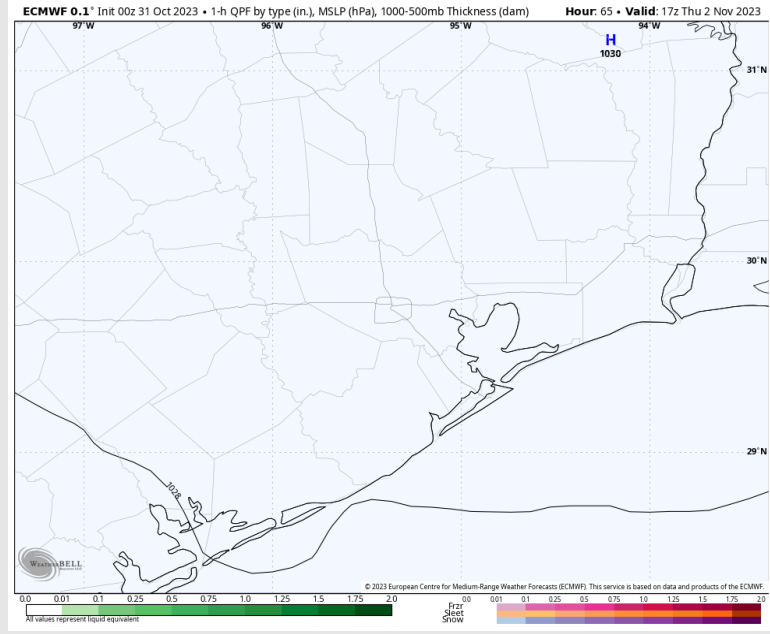 ECMWF 0.1° Init 00z 31 Oct 2023 • 1-h QPF by type (in.), MSLP (hPa), 1000-500mb Thickness (dam) Hour: 65 • Valid: 17z Thu 2 Nov 2023
97°W 96°W 95°W 94°W
H
1030
31°N
30°N
29°N
1028
WEATHERBELL
© 2023 European Centre for Medium-Range Weather Forecasts (ECMWF). This service is based on data and products of the ECMWF.
0.0 0.01 0.1 0.25 0.5 0.75 1.0 1.25 1.5 1.75 2.0
All values represent liquid equivalent
0.0 0.01 0.1 0.25 0.5 0.75 1.0 1.25 1.5 1.75 2.0
Frzr
Sleet
Snow